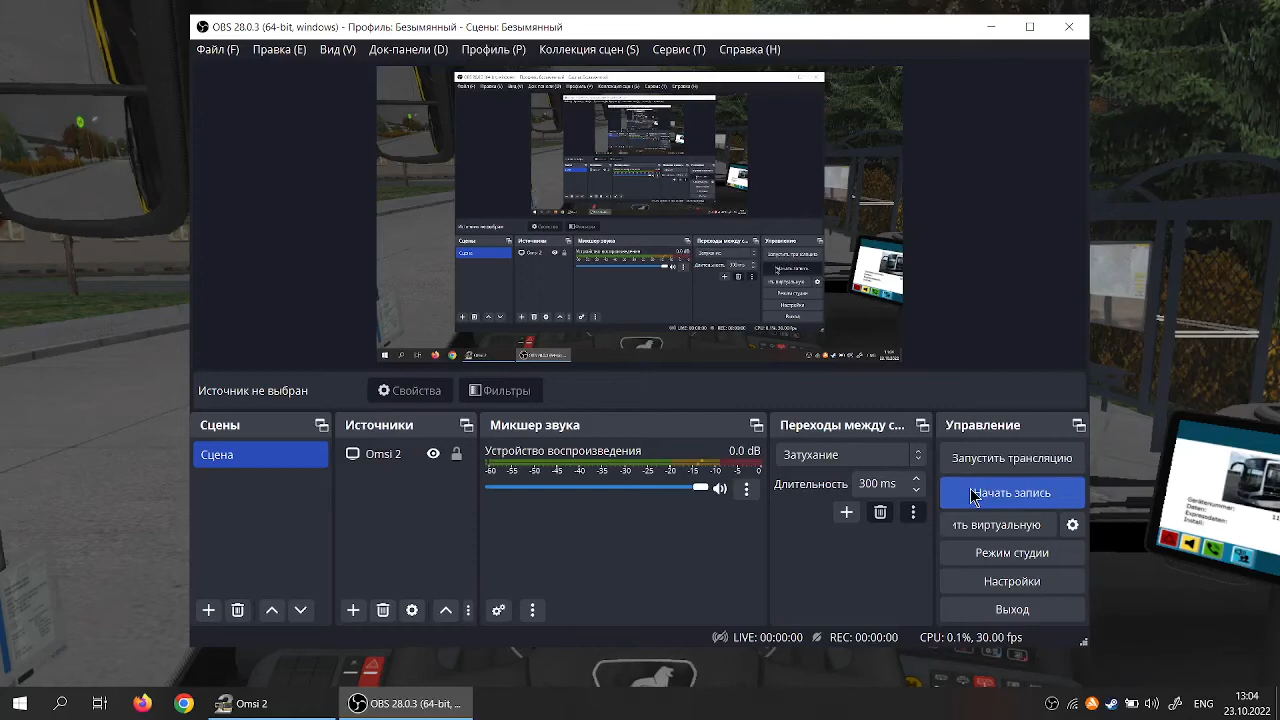 OBS 28.0.3 (64-bit, windows) - Профиль: Безымянный - Сцены: Безымянный
Файл (F) Правка (E) Вид (V) Док-панели (D) Профиль (P) Коллекция сцен (S) Сервис (T) Справка (H)
Источник не выбран
Свойства
Фильтры
Сцены
Источники
Микшер звука
Переходы между с...
Управление
Сцена
Omsi 2
Устройство воспроизведения 0.0 dB
-60 -55 -50 -45 -40 -35 -30 -25 -20 -15 -10 -5 0
Затухание
Длительность 300 ms
Запустить трансляцию
Начать запись
ть виртуальную
Режим студии
Настройки
Выход
LIVE: 00:00:00 REC: 00:00:00 CPU: 0.1%, 30.00 fps
Gerätenummer:
Daten:
Expressdaten:
Install:
Omsi 2
OBS 28.0.3 (64-bit, ...
ENG
13:04
23.10.2022